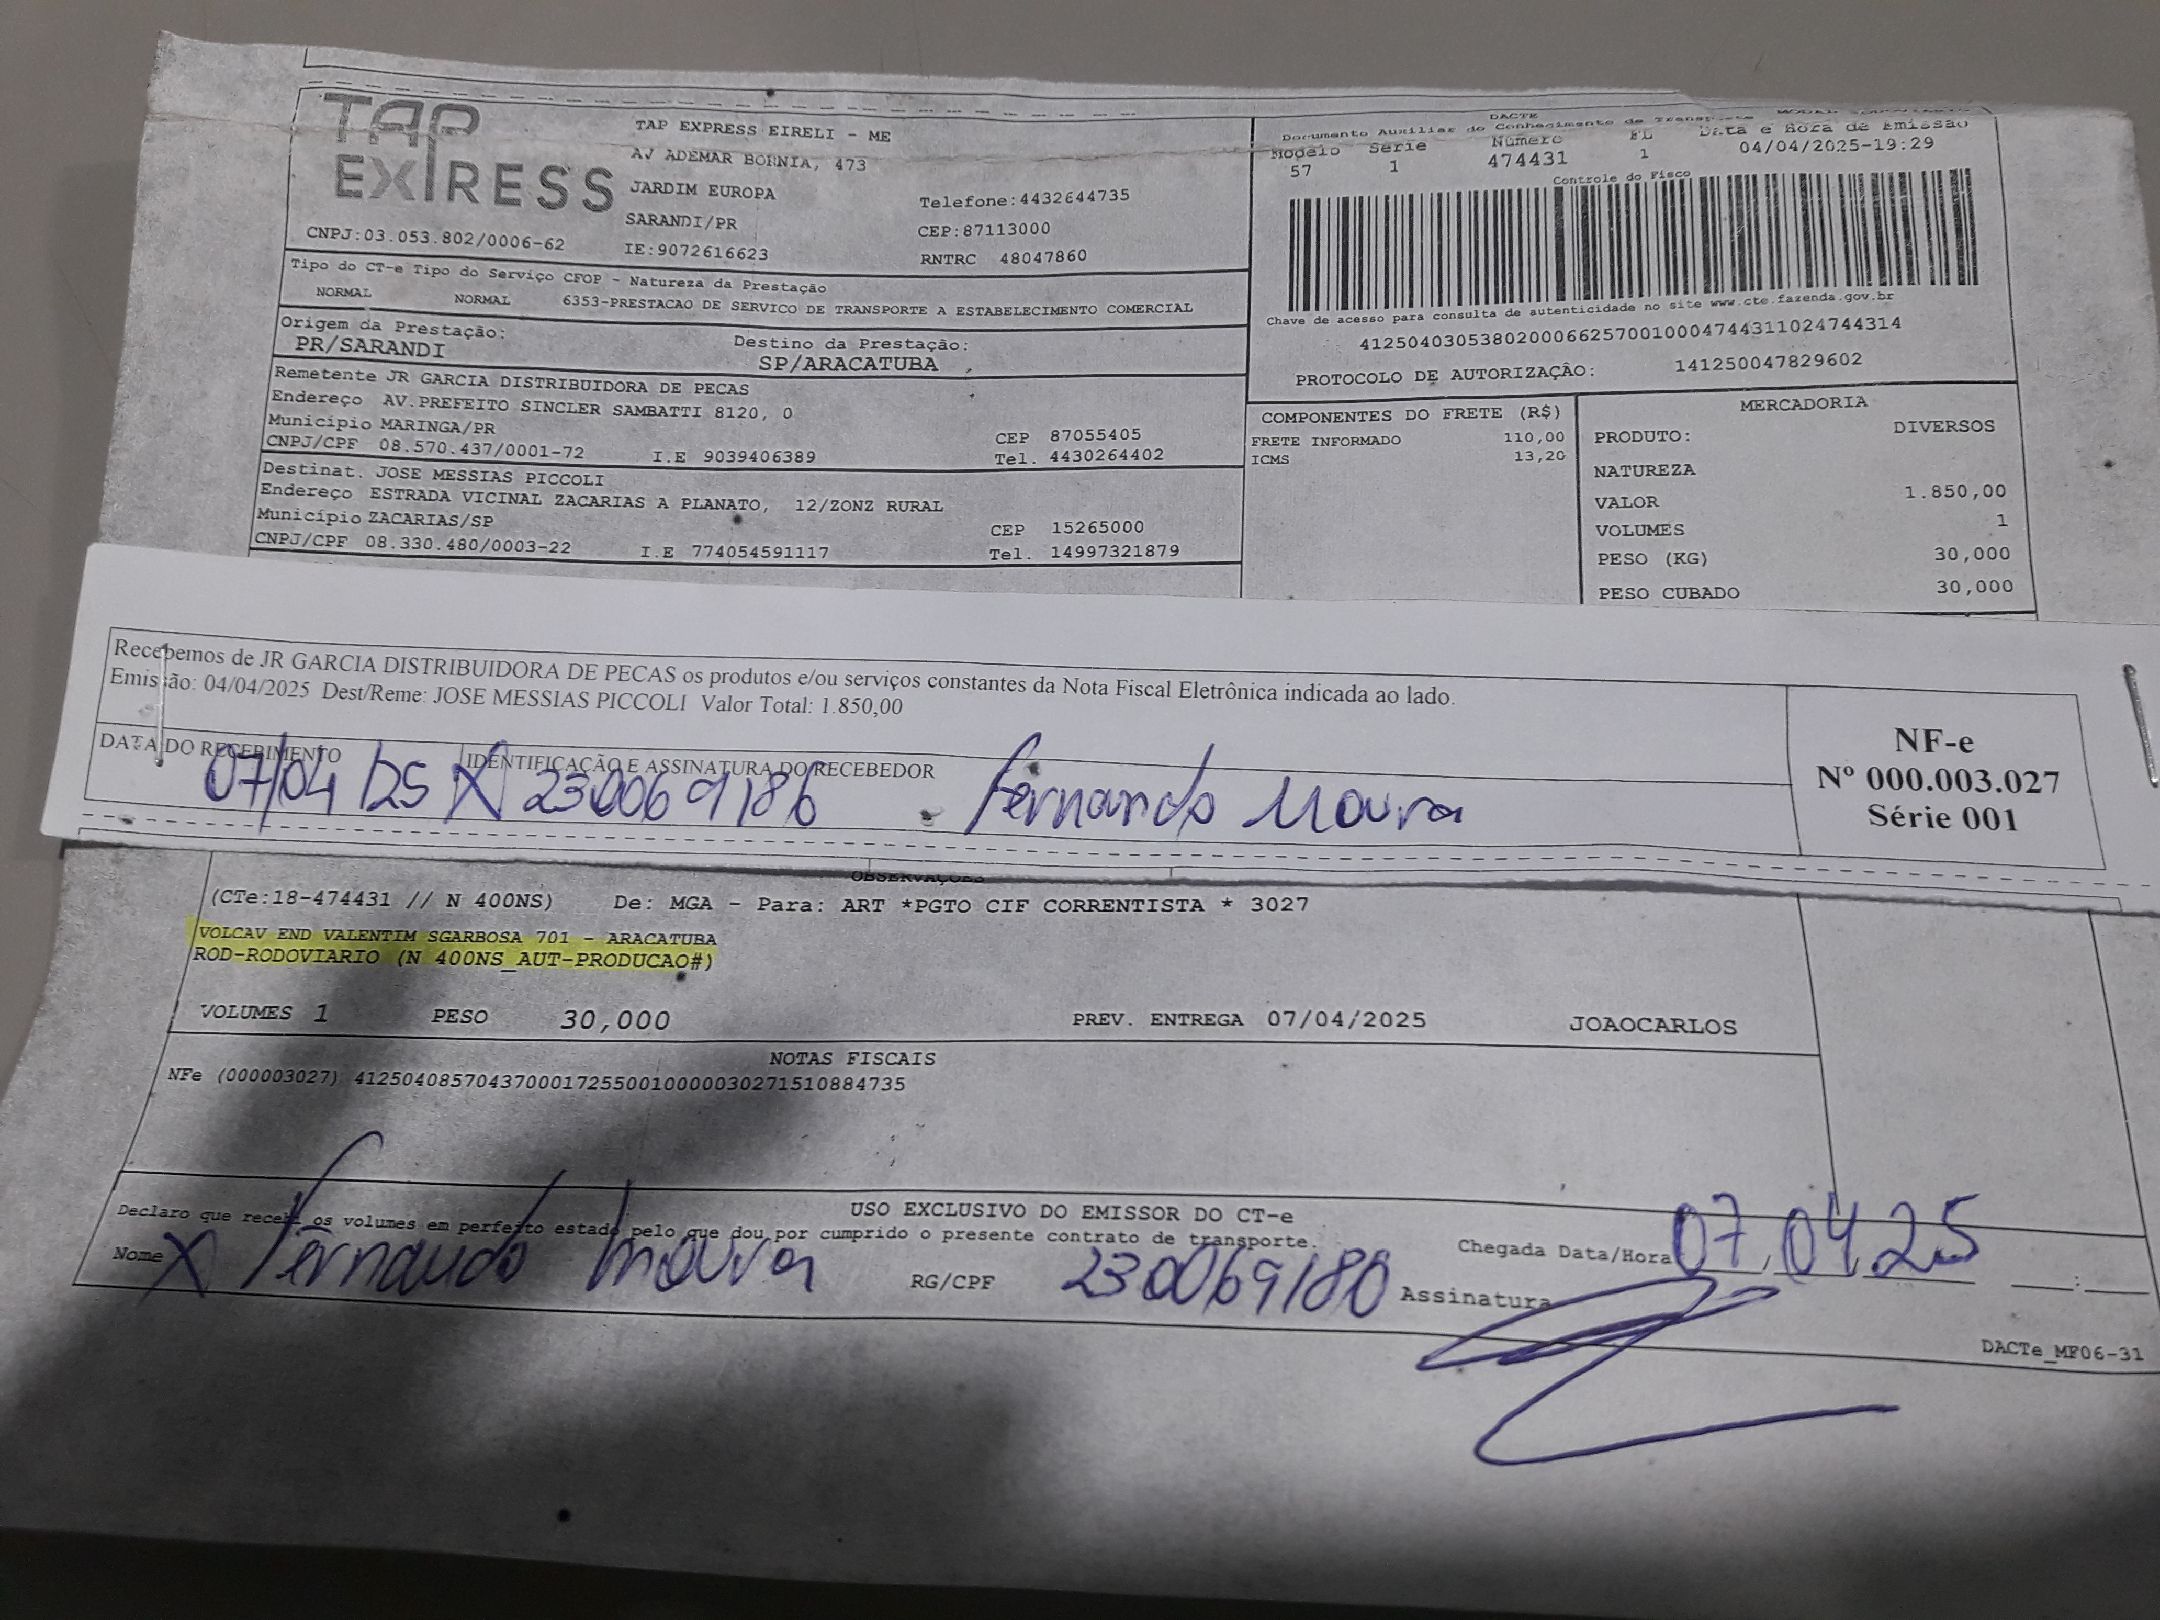 TAP EXPRESS
TAP EXPRESS EIRELI - ME
AV ADEMAR BORNIA, 473
JARDIM EUROPA
SARANDI/PR
Telefone:4432644735
CEP:87113000
CNPJ:03.053.802/0006-62
IE:9072616623
RNTRC 48047860
DACTE
Documento Auxiliar do Conhecimento de Transporte
Modelo Série Número FL Data e Hora de Emissão
57 1 474431 1 04/04/2025-19:29
Controle do Fisco
Chave de acesso para consulta de autenticidade no site www.cte.fazenda.gov.br
41250403053802000662570010004744311024744314
PROTOCOLO DE AUTORIZAÇÃO: 141250047829602
Tipo do CT-e Tipo do Serviço CFOP - Natureza da Prestação
NORMAL NORMAL 6353-PRESTACAO DE SERVICO DE TRANSPORTE A ESTABELECIMENTO COMERCIAL
Origem da Prestação: Destino da Prestação:
PR/SARANDI SP/ARACATUBA
Remetente JR GARCIA DISTRIBUIDORA DE PECAS
Endereço AV.PREFEITO SINCLER SAMBATTI 8120, 0
Município MARINGA/PR CEP 87055405
CNPJ/CPF 08.570.437/0001-72 I.E 9039406389 Tel. 4430264402
Destinat. JOSE MESSIAS PICCOLI
Endereço ESTRADA VICINAL ZACARIAS A PLANATO, 12/ZONZ RURAL
Município ZACARIAS/SP CEP 15265000
CNPJ/CPF 08.330.480/0003-22 I.E 774054591117 Tel. 14997321879
COMPONENTES DO FRETE (R$)
FRETE INFORMADO 110,00
ICMS 13,20
MERCADORIA
PRODUTO: DIVERSOS
NATUREZA
VALOR 1.850,00
VOLUMES 1
PESO (KG) 30,000
PESO CUBADO 30,000
Recebemos de JR GARCIA DISTRIBUIDORA DE PECAS os produtos e/ou serviços constantes da Nota Fiscal Eletrônica indicada ao lado.
Emissão: 04/04/2025 Dest/Reme: JOSE MESSIAS PICCOLI Valor Total: 1.850,00
DATA DO RECEBIMENTO IDENTIFICAÇÃO E ASSINATURA DO RECEBEDOR
07/04/25 X 230069186 Fernando Moura
NF-e
Nº 000.003.027
Série 001
OBSERVAÇOES
(CTe:18-474431 // N 400NS) De: MGA - Para: ART *PGTO CIF CORRENTISTA * 3027
VOLCAV END VALENTIM SGARBOSA 701 - ARACATUBA
ROD-RODOVIARIO (N 400NS_AUT-PRODUCAO#)
VOLUMES 1 PESO 30,000 PREV. ENTREGA 07/04/2025 JOAOCARLOS
NOTAS FISCAIS
NFe (000003027) 41250408570437000172550010000030271510884735
USO EXCLUSIVO DO EMISSOR DO CT-e
Declaro que recebi os volumes em perfeito estado pelo que dou por cumprido o presente contrato de transporte.
Nome X Fernando Moura RG/CPF 230069180 Assinatura
Chegada Data/Hora 07,04,25 :
DACTe_MF06-31